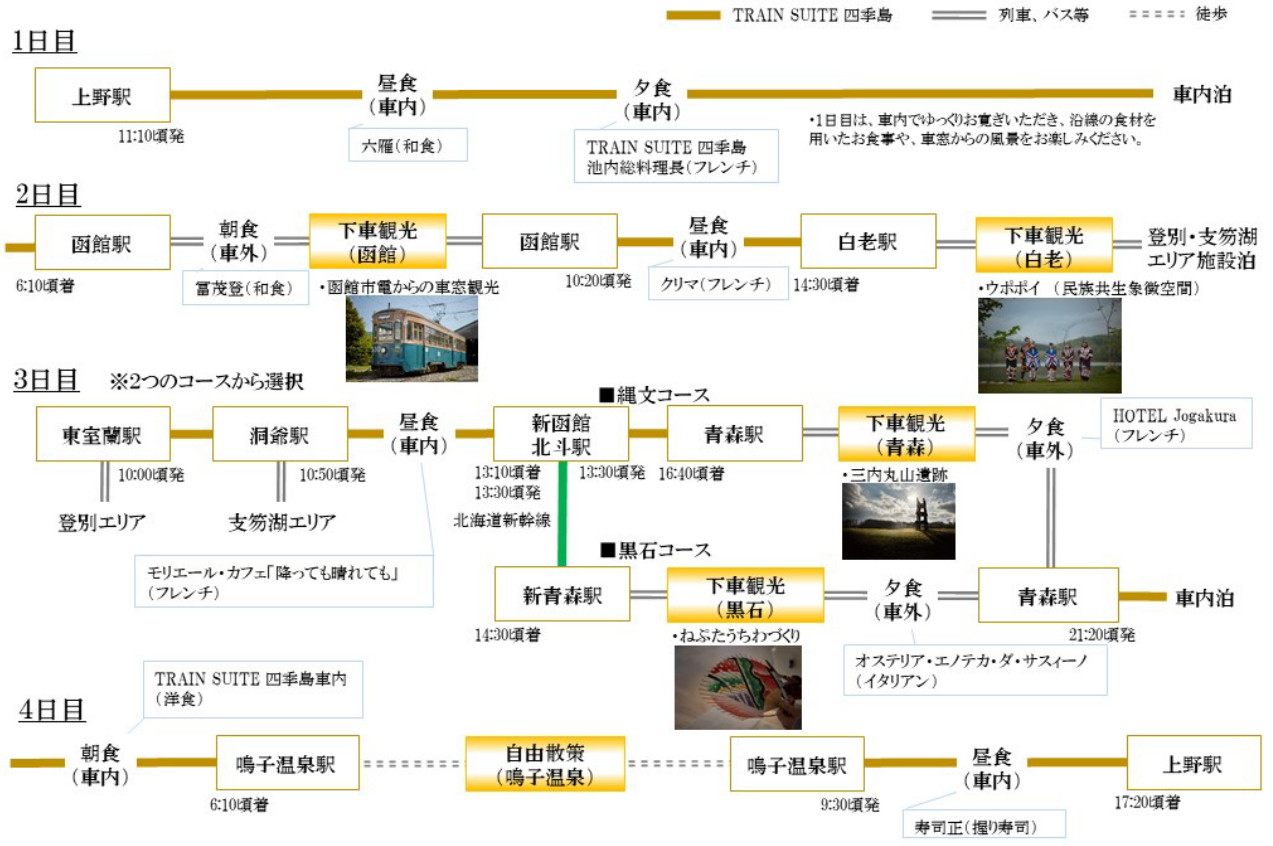 TRAIN SUITE 四季島
列車、バス等
徒歩
1日目
上野駅
11:10頃発
昼食
(車内)
六雁(和食)
夕食
(車内)
TRAIN SUITE 四季島
池内総料理長(フレンチ)
車内泊
・1日目は、車内でゆっくりお寛ぎいただき、沿線の食材を
用いたお食事や、車窓からの風景をお楽しみください。
2日目
函館駅
6:10頃着
朝食
(車外)
冨茂登(和食)
下車観光
(函館)
・函館市電からの車窓観光
函館駅
10:20頃発
昼食
(車内)
クリマ(フレンチ)
白老駅
14:30頃着
下車観光
(白老)
・ウポポイ (民族共生象徴空間)
登別・支笏湖
エリア施設泊
3日目
※2つのコースから選択
東室蘭駅
10:00頃発
登別エリア
洞爺駅
10:50頃発
支笏湖エリア
昼食
(車内)
モリエール・カフェ「降っても晴れても」
(フレンチ)
新函館
北斗駅
13:10頃着
13:30頃発
13:30頃発
北海道新幹線
■縄文コース
青森駅
16:40頃着
下車観光
(青森)
・三内丸山遺跡
夕食
(車外)
HOTEL Jogakura
(フレンチ)
■黒石コース
新青森駅
14:30頃着
下車観光
(黒石)
・ねぷたうちわづくり
夕食
(車外)
オステリア・エノテカ・ダ・サスィーノ
(イタリアン)
青森駅
21:20頃発
車内泊
4日目
朝食
(車内)
TRAIN SUITE 四季島車内
(洋食)
鳴子温泉駅
6:10頃着
自由散策
(鳴子温泉)
鳴子温泉駅
9:30頃発
昼食
(車内)
寿司正(握り寿司)
上野駅
17:20頃着